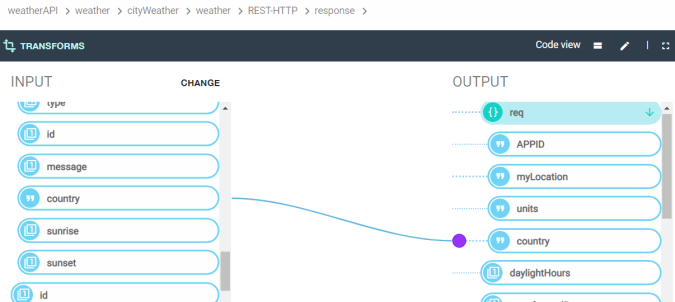 weatherAPI > weather > cityWeather > weather > REST-HTTP > response >
TRANSFORMS Code view
INPUT CHANGE
type
id
message
country
sunrise
sunset
id
OUTPUT
req
APPID
myLocation
units
country
daylightHours